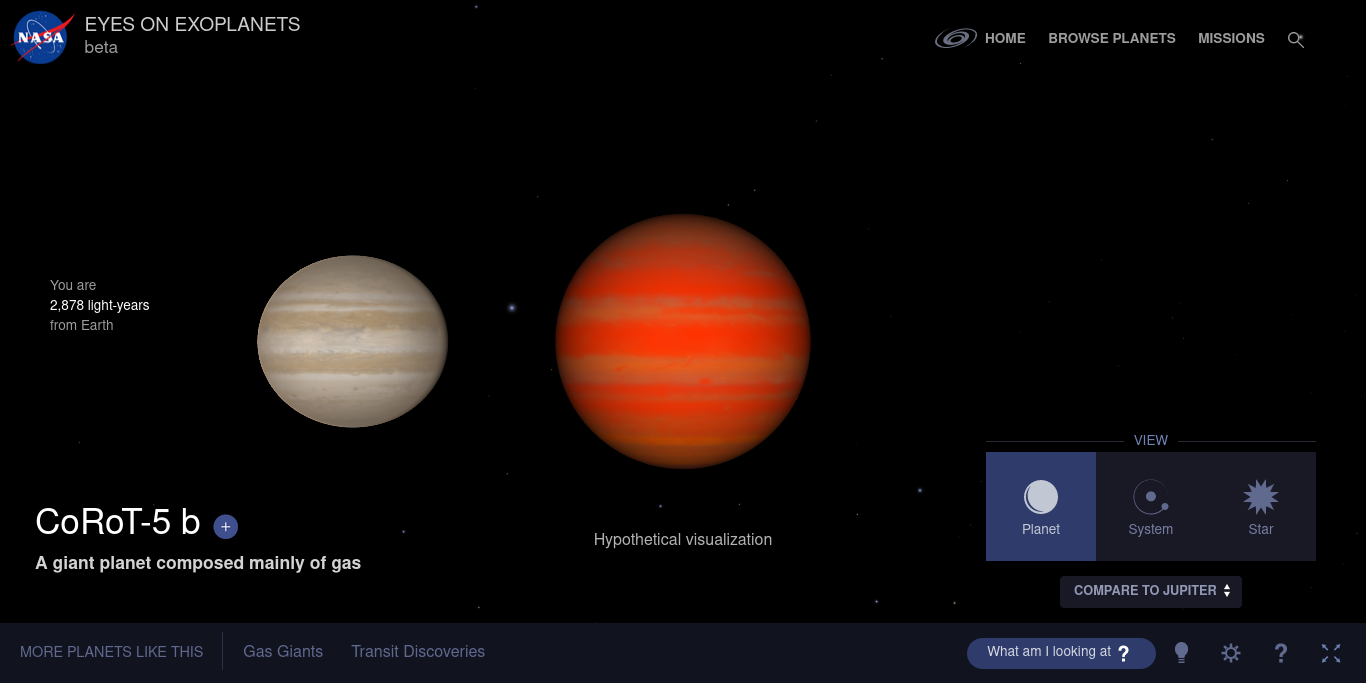 NASA
EYES ON EXOPLANETS
beta
HOME
BROWSE PLANETS
MISSIONS
You are
2,878 light-years
from Earth
CoRoT-5 b +
A giant planet composed mainly of gas
Hypothetical visualization
VIEW
Planet
System
Star
COMPARE TO JUPITER
MORE PLANETS LIKE THIS
Gas Giants
Transit Discoveries
What am I looking at ?
?